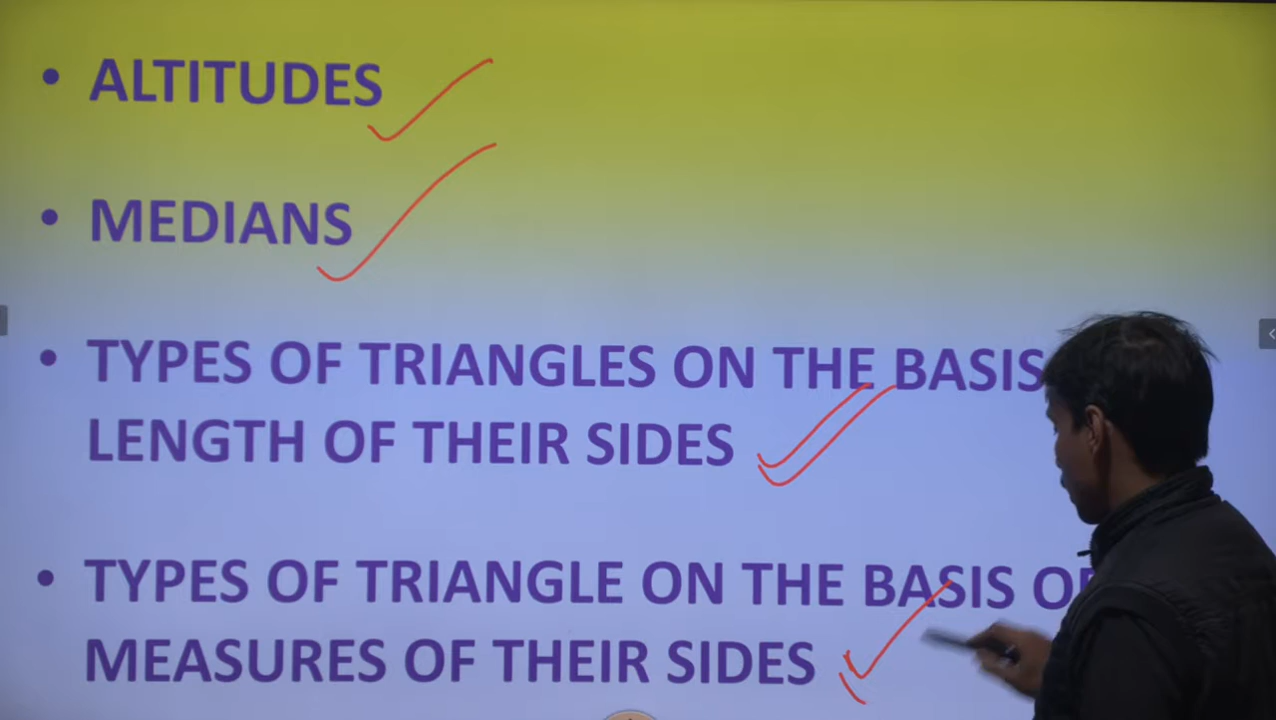 • ALTITUDES
• MEDIANS
• TYPES OF TRIANGLES ON THE BASIS
LENGTH OF THEIR SIDES
• TYPES OF TRIANGLE ON THE BASIS
MEASURES OF THEIR SIDES